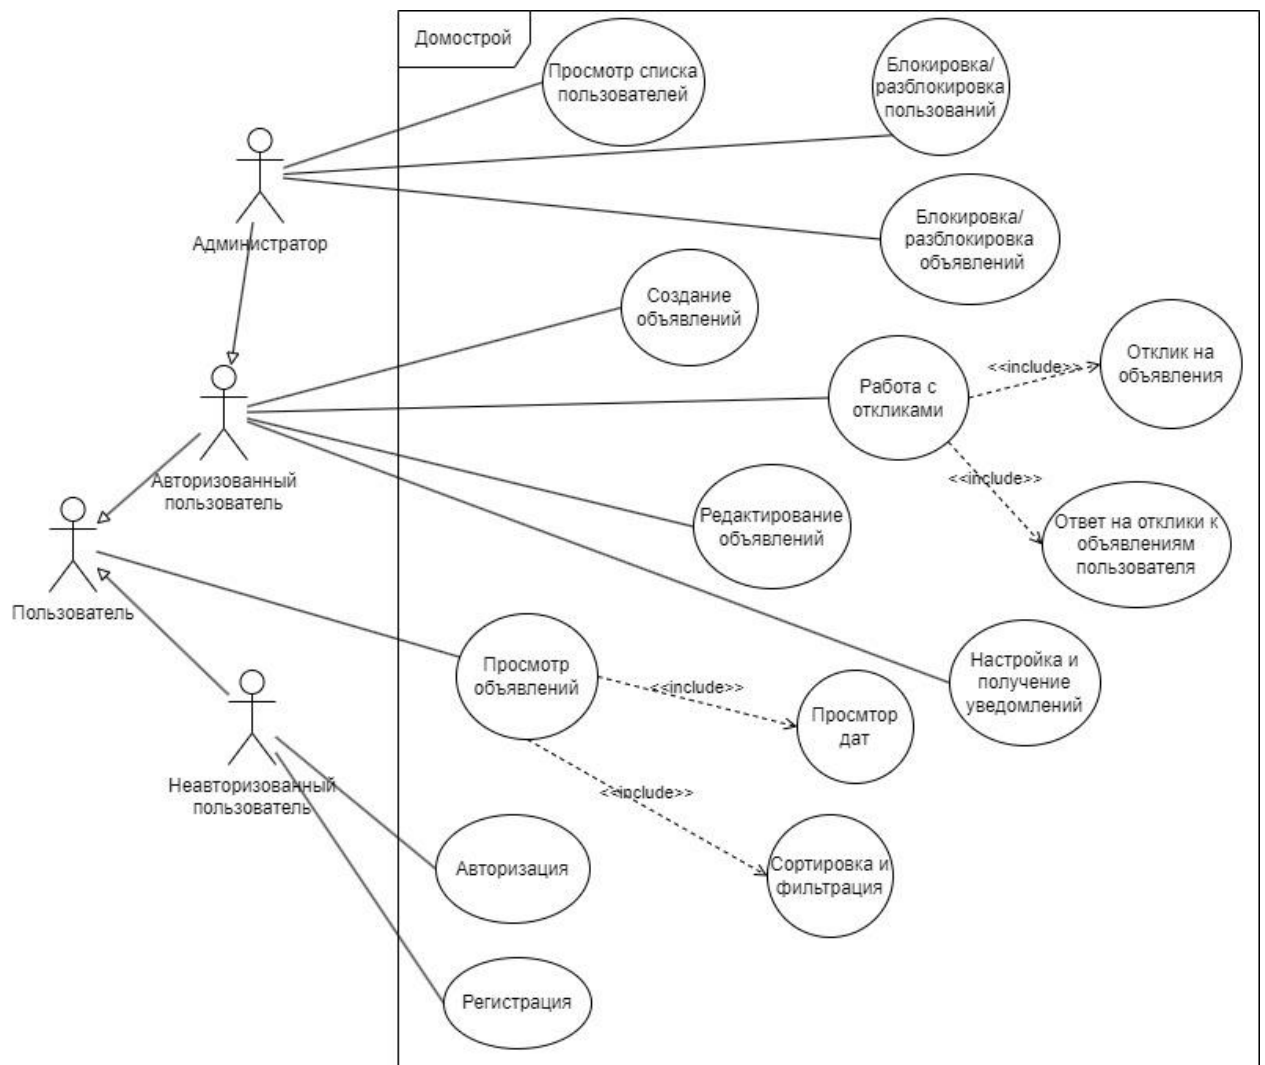 Домострой
Просмотр списка
пользователей
Блокировка/
разблокировка
пользований
Администратор
Блокировка/
разблокировка
объявлений
Создание
объявлений
Работа с
откликами
<<include>>
Отклик на
объявления
<<include>>
Авторизованный
пользователь
Редактирование
объявлений
Ответ на отклики к
объявлениям
пользователя
Пользователь
Просмотр
объявлений
<<include>>
Просмтор
дат
Настройка и
получение
уведомлений
Неавторизованный
пользователь
<<include>>
Сортировка и
фильтрация
Авторизация
Регистрация